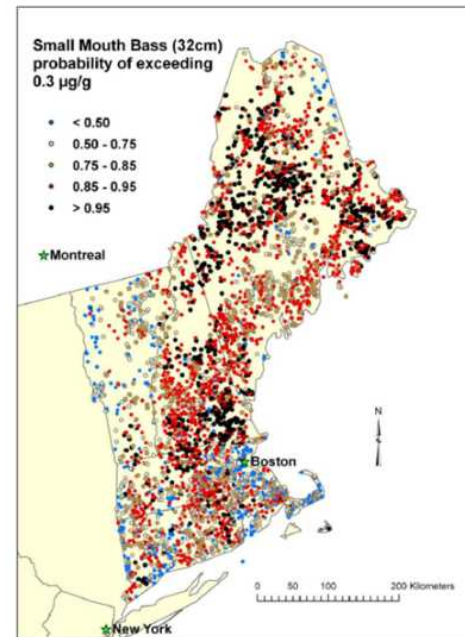 Small Mouth Bass (32cm)
probability of exceeding
0.3 µg/g
< 0.50
0.50 - 0.75
0.75 - 0.85
0.85 - 0.95
> 0.95
Montreal
N
Boston
0 50 100 200 Kilometers
New York